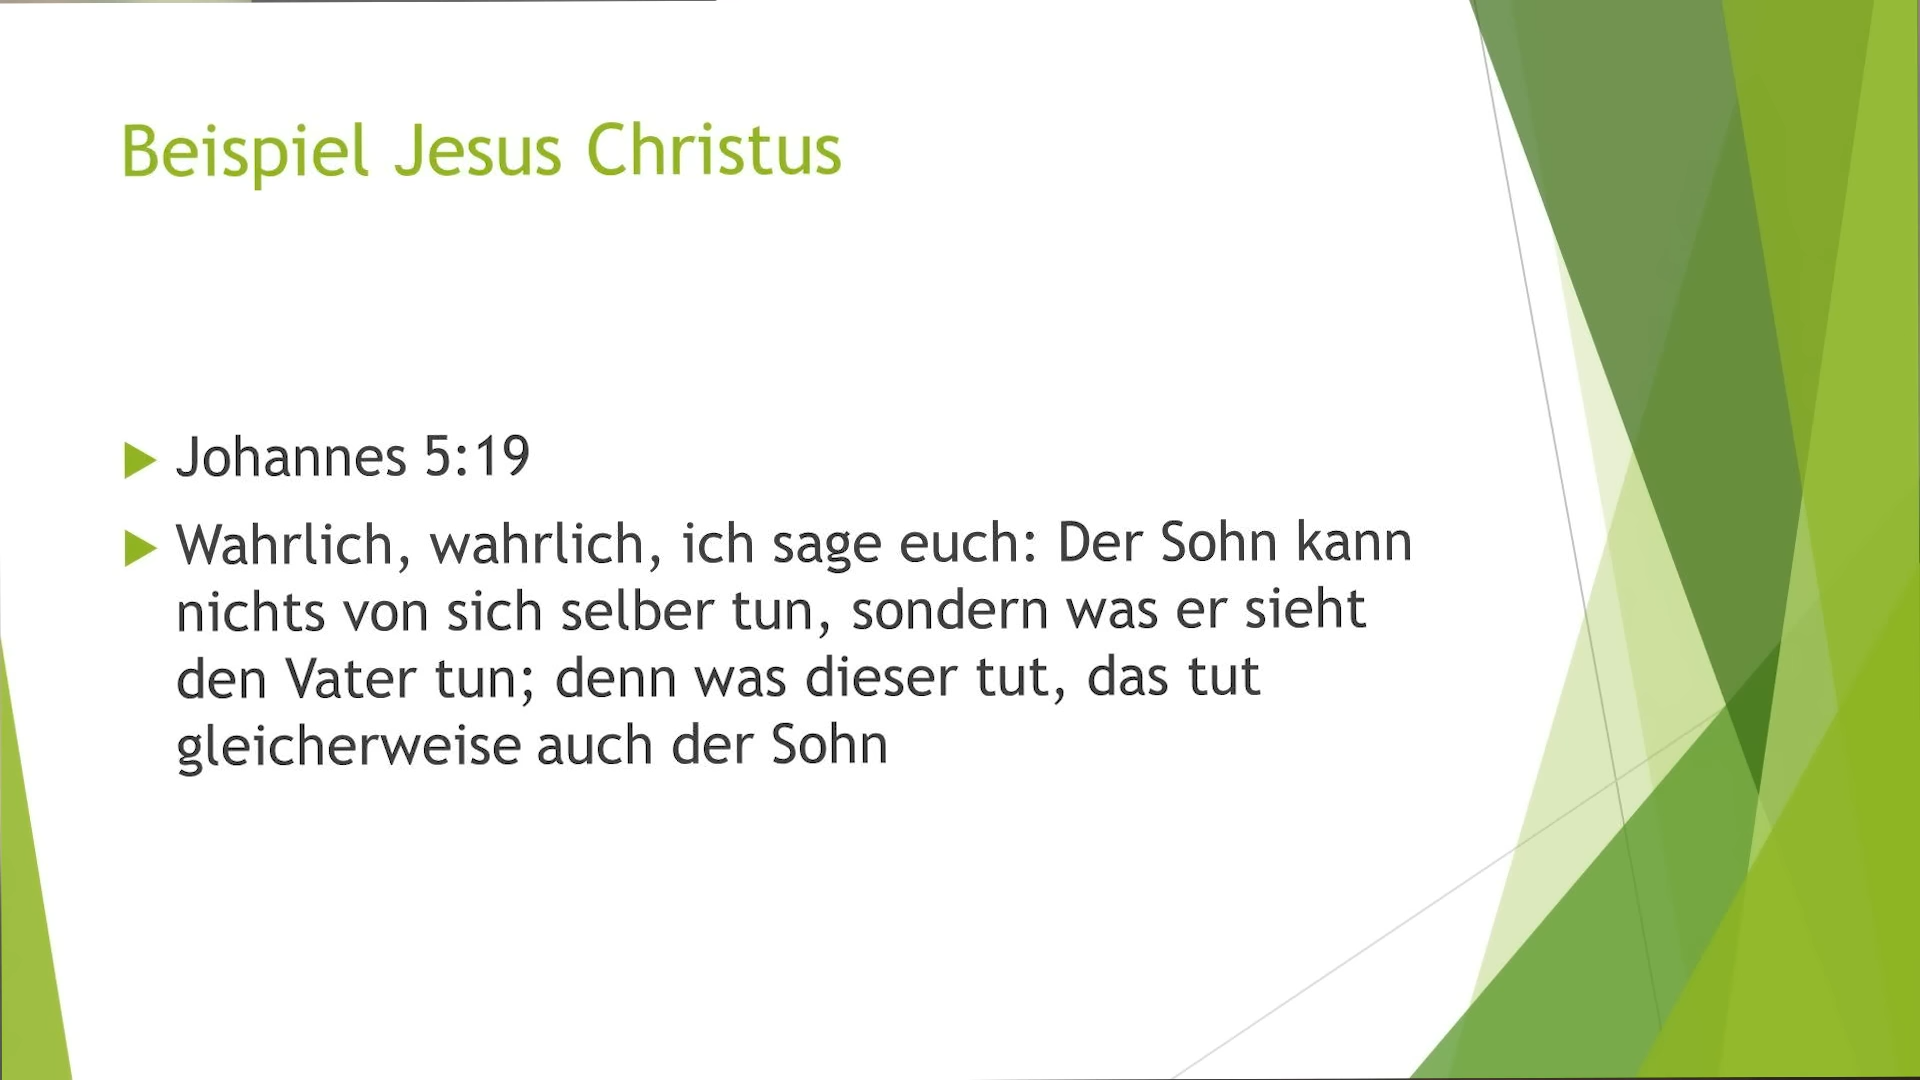 Beispiel Jesus Christus
Johannes 5:19
Wahrlich, wahrlich, ich sage euch: Der Sohn kann
nichts von sich selber tun, sondern was er sieht
den Vater tun; denn was dieser tut, das tut
gleicherweise auch der Sohn